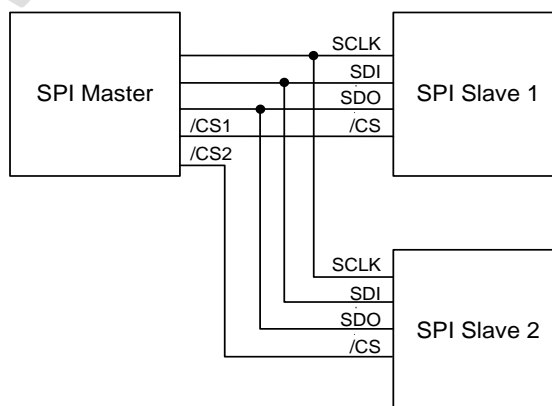 SPI Master
/CS1
/CS2
SCLK
SDI
SDO
/CS
SPI Slave 1
SCLK
SDI
SDO
/CS
SPI Slave 2